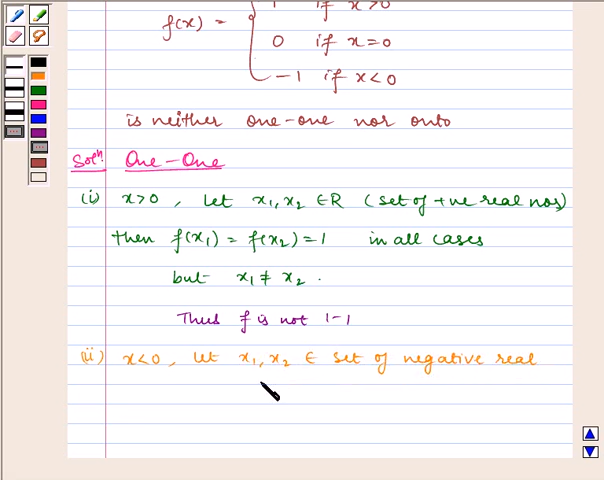 1 if x>0
f(x) =
0 if x=0
-1 if x<0
is neither one-one nor onto
Solⁿ. One-One
(i) x>0, Let x₁,x₂ ∈R (set of +ve real nos)
then f(x₁) = f(x₂) = 1 in all cases
but x₁ ≠ x₂.
Thus f is not 1-1
(ii) x<0, Let x₁,x₂ ∈ set of negative real